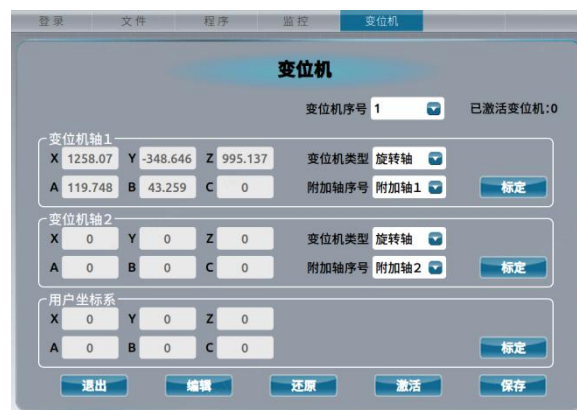 登录 文件 程序 监控 变位机
变位机
变位机序号 1 已激活变位机:0
变位机轴1
X 1258.07 Y -348.646 Z 995.137 变位机类型 旋转轴
A 119.748 B 43.259 C 0 附加轴序号 附加轴1 标定
变位机轴2
X 0 Y 0 Z 0 变位机类型 旋转轴
A 0 B 0 C 0 附加轴序号 附加轴2 标定
用户坐标系
X 0 Y 0 Z 0
A 0 B 0 C 0 标定
退出 编辑 还原 激活 保存